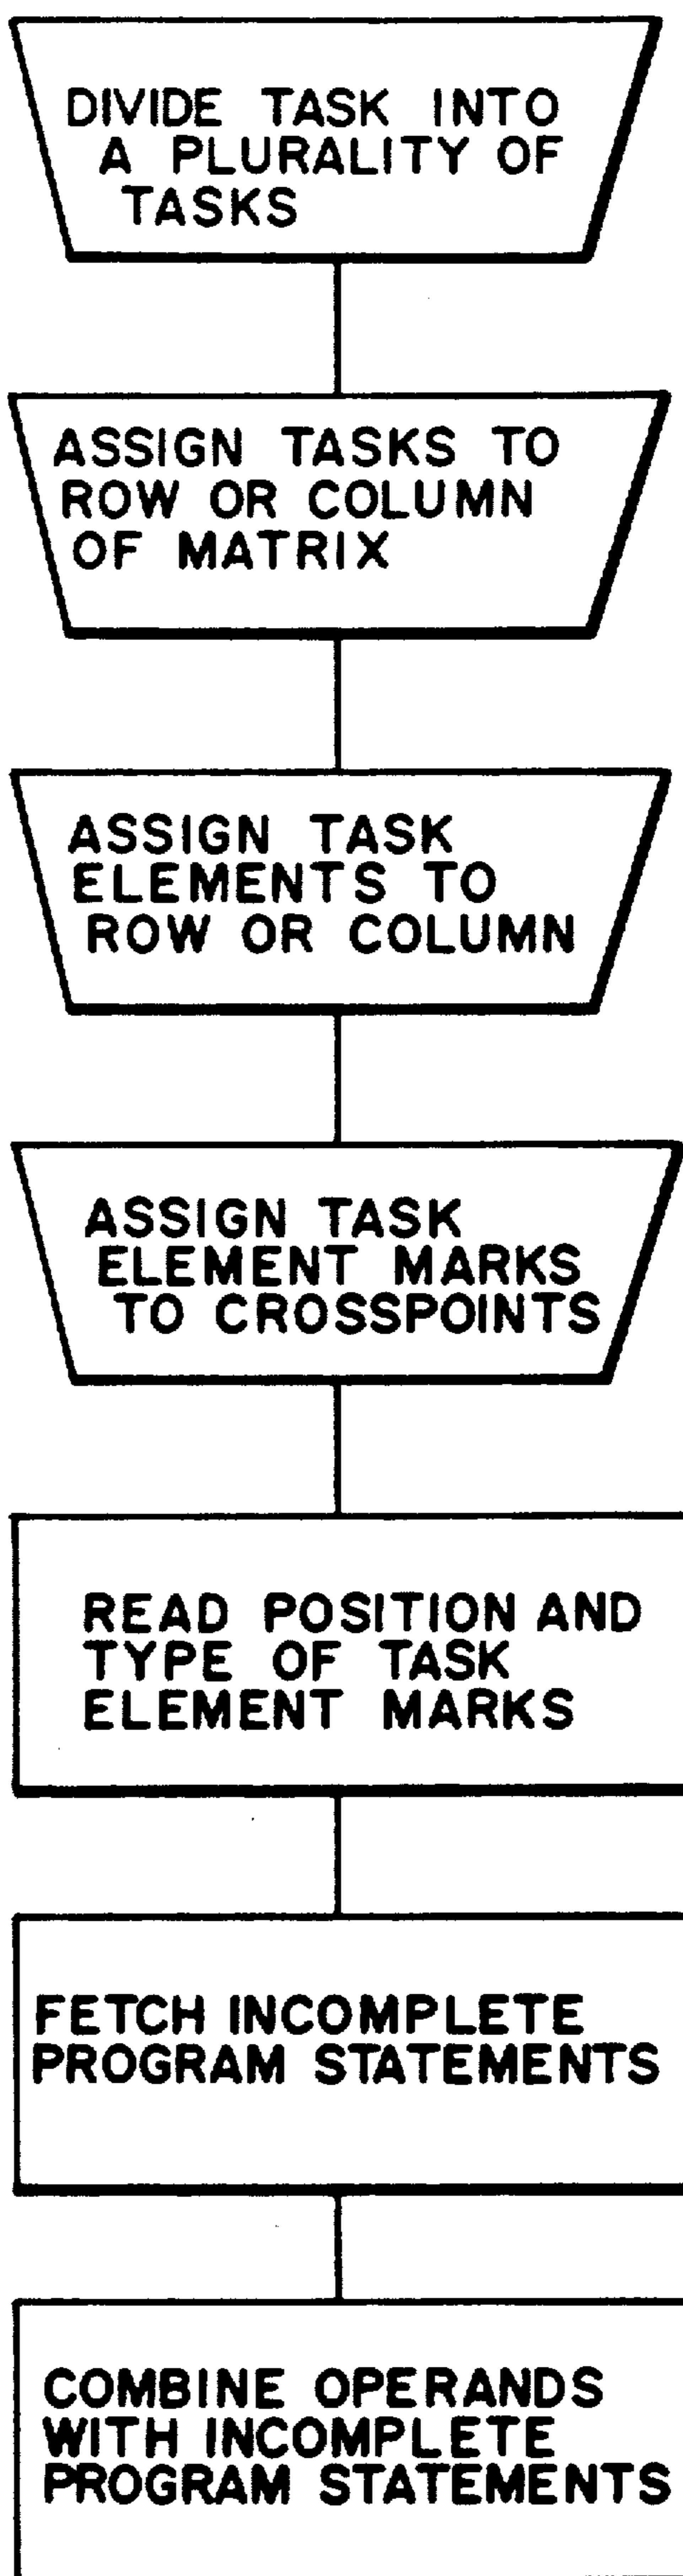 DIVIDE TASK INTO
A PLURALITY OF
TASKS
ASSIGN TASKS TO
ROW OR COLUMN
OF MATRIX
ASSIGN TASK
ELEMENTS TO
ROW OR COLUMN
ASSIGN TASK
ELEMENT MARKS
TO CROSSPOINTS
READ POSITION AND
TYPE OF TASK
ELEMENT MARKS
FETCH INCOMPLETE
PROGRAM STATEMENTS
COMBINE OPERANDS
WITH INCOMPLETE
PROGRAM STATEMENTS